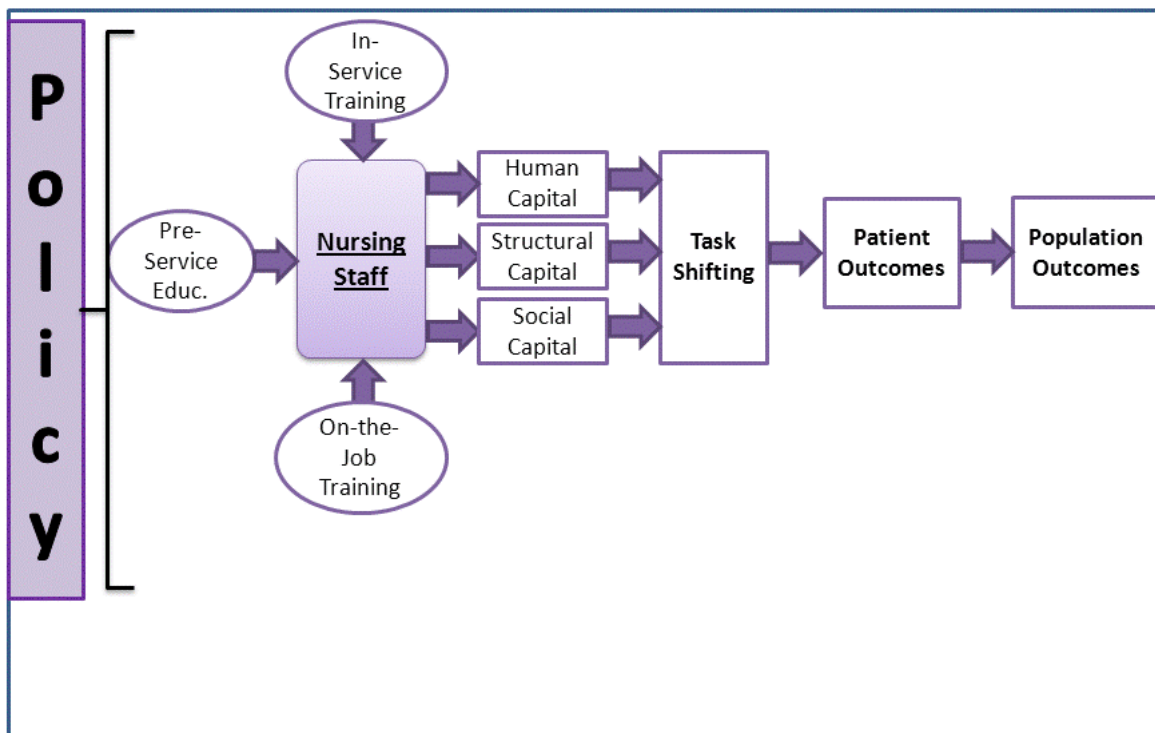 Policy
In-
Service
Training
Pre-
Service
Educ.
Nursing
Staff
On-the-
Job
Training
Human
Capital
Structural
Capital
Social
Capital
Task
Shifting
Patient
Outcomes
Population
Outcomes